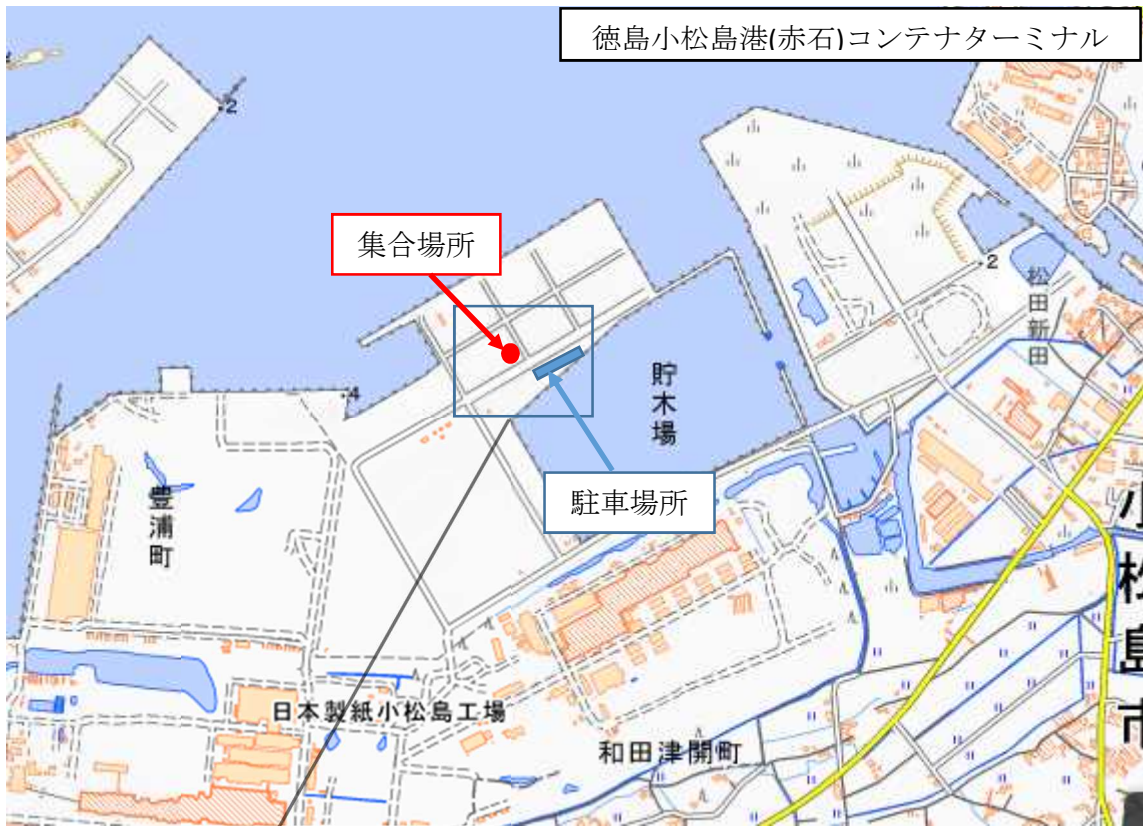 徳島小松島港(赤石)コンテナターミナル
2
集合場所
2
松田新田
4
貯木場
豊浦町
駐車場所
小松島市
日本製紙小松島工場
和田津開町